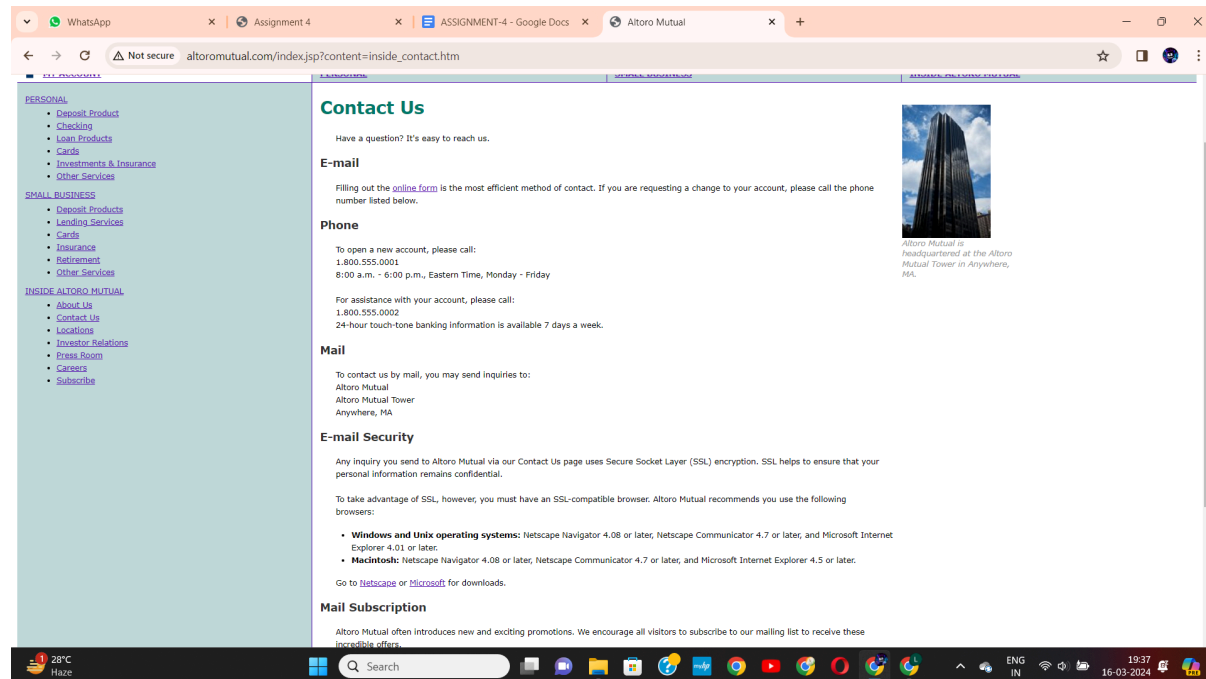 WhatsApp
Assignment 4
ASSIGNMENT-4 - Google Docs
Altoro Mutual
Not secure
altoromutual.com/index.jsp?content=inside_contact.htm
MY ACCOUNT
PERSONAL
SMALL BUSINESS
INSIDE ALTORO MUTUAL
PERSONAL
Deposit Product
Checking
Loan Products
Cards
Investments & Insurance
Other Services
SMALL BUSINESS
Deposit Products
Lending Services
Cards
Insurance
Retirement
Other Services
INSIDE ALTORO MUTUAL
About Us
Contact Us
Locations
Investor Relations
Press Room
Careers
Subscribe
Contact Us
Have a question? It's easy to reach us.
E-mail
Filling out the online form is the most efficient method of contact. If you are requesting a change to your account, please call the phone
number listed below.
Phone
To open a new account, please call:
1.800.555.0001
8:00 a.m. - 6:00 p.m., Eastern Time, Monday - Friday
For assistance with your account, please call:
1.800.555.0002
24-hour touch-tone banking information is available 7 days a week.
Mail
To contact us by mail, you may send inquiries to:
Altoro Mutual
Altoro Mutual Tower
Anywhere, MA
E-mail Security
Any inquiry you send to Altoro Mutual via our Contact Us page uses Secure Socket Layer (SSL) encryption. SSL helps to ensure that your
personal information remains confidential.
To take advantage of SSL, however, you must have an SSL-compatible browser. Altoro Mutual recommends you use the following
browsers:
Windows and Unix operating systems: Netscape Navigator 4.08 or later, Netscape Communicator 4.7 or later, and Microsoft Internet
Explorer 4.01 or later.
Macintosh: Netscape Navigator 4.08 or later, Netscape Communicator 4.7 or later, and Microsoft Internet Explorer 4.5 or later.
Go to Netscape or Microsoft for downloads.
Mail Subscription
Altoro Mutual often introduces new and exciting promotions. We encourage all visitors to subscribe to our mailing list to receive these
incredible offers.
Altoro Mutual is
headquartered at the Altoro
Mutual Tower in Anywhere,
MA.
1
28°C
Haze
Search
myhp
ENG
IN
19:37
16-03-2024
PRE